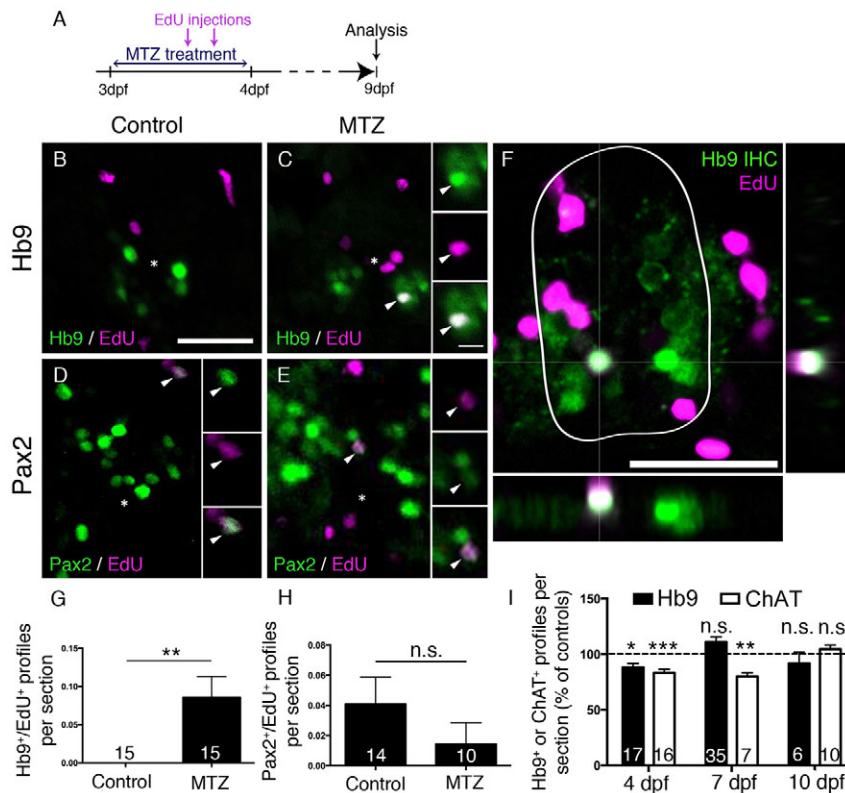 A
EdU injections
MTZ treatment
Analysis
3dpf
4dpf
9dpf
Control
MTZ
Hb9
B
*
Hb9 / EdU
C
*
Hb9 / EdU
F
Hb9 IHC
EdU
Pax2
D
*
Pax2 / EdU
E
*
Pax2 / EdU
G
Hb9+/EdU+ profiles
per section
0.15
0.10
0.05
0.00
**
15
15
Control
MTZ
H
Pax2+/EdU+ profiles
per section
0.08
0.06
0.04
0.02
0.00
n.s.
14
10
Control
MTZ
I
Hb9+ or ChAT+ profiles per
section (% of controls)
150
100
50
0
Hb9
ChAT
*
***
n.s.
**
n.s.
n.s
17
16
35
7
6
10
4 dpf
7 dpf
10 dpf